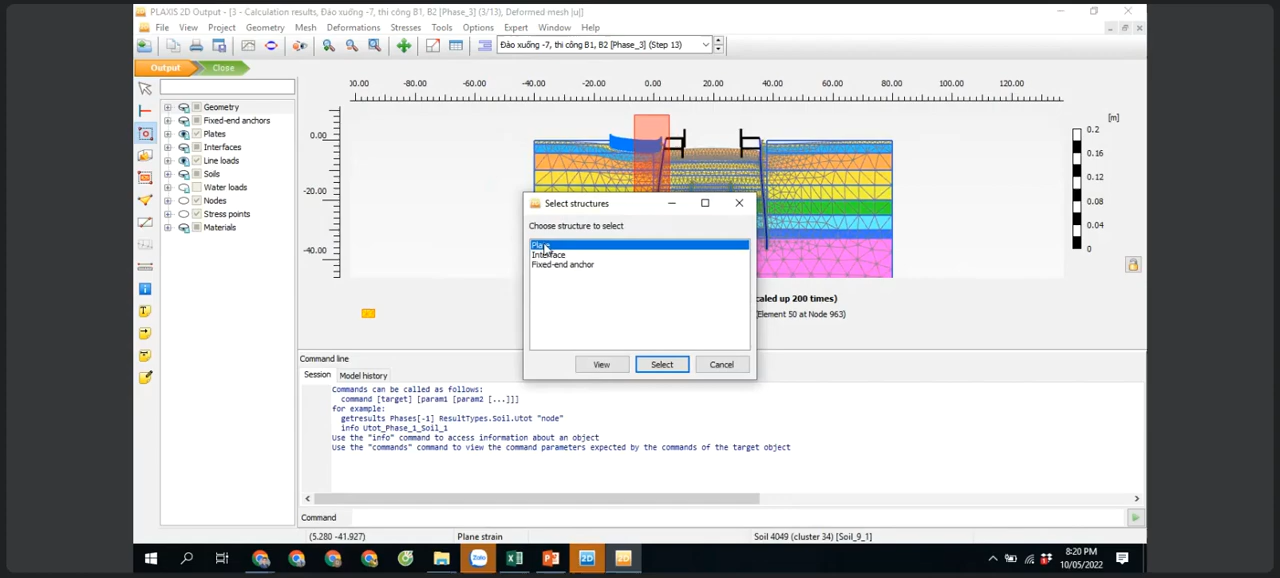 PLAXIS 2D Output - [3 - Calculation results, Đào xuống -7, thi công B1, B2 [Phase_3] (3/13), Deformed mesh |u|]
File View Project Geometry Mesh Deformations Stresses Tools Options Expert Window Help
Đào xuống -7, thi công B1, B2 [Phase_3] (Step 13)
Output Close
00.00 -80.00 -60.00 -40.00 -20.00 0.00 20.00 40.00 60.00 80.00 100.00 120.00
Geometry
Fixed-end anchors
Plates
Interfaces
Line loads
Soils
Water loads
Nodes
Stress points
Materials
0.00
-20.00
-40.00
[m]
0.2
0.16
0.12
0.08
0.04
0
Select structures
Choose structure to select
Plate
Interface
Fixed-end anchor
View Select Cancel
caled up 200 times)
Element 50 at Node 963)
Command line
Session Model history
Commands can be called as follows:
command [target] [param1 [param2 [...]]]
for example:
getresults Phases[-1] ResultTypes.Soil.Utot "node"
info Utot_Phase_1_Soil_1
Use the "info" command to access information about an object
Use the "commands" command to view the command parameters expected by the commands of the target object
Command
(5.280 -41.927) Plane strain Soil 4049 (cluster 34) [Soil_9_1]
Zalo 2D 2D
8:20 PM
10/05/2022